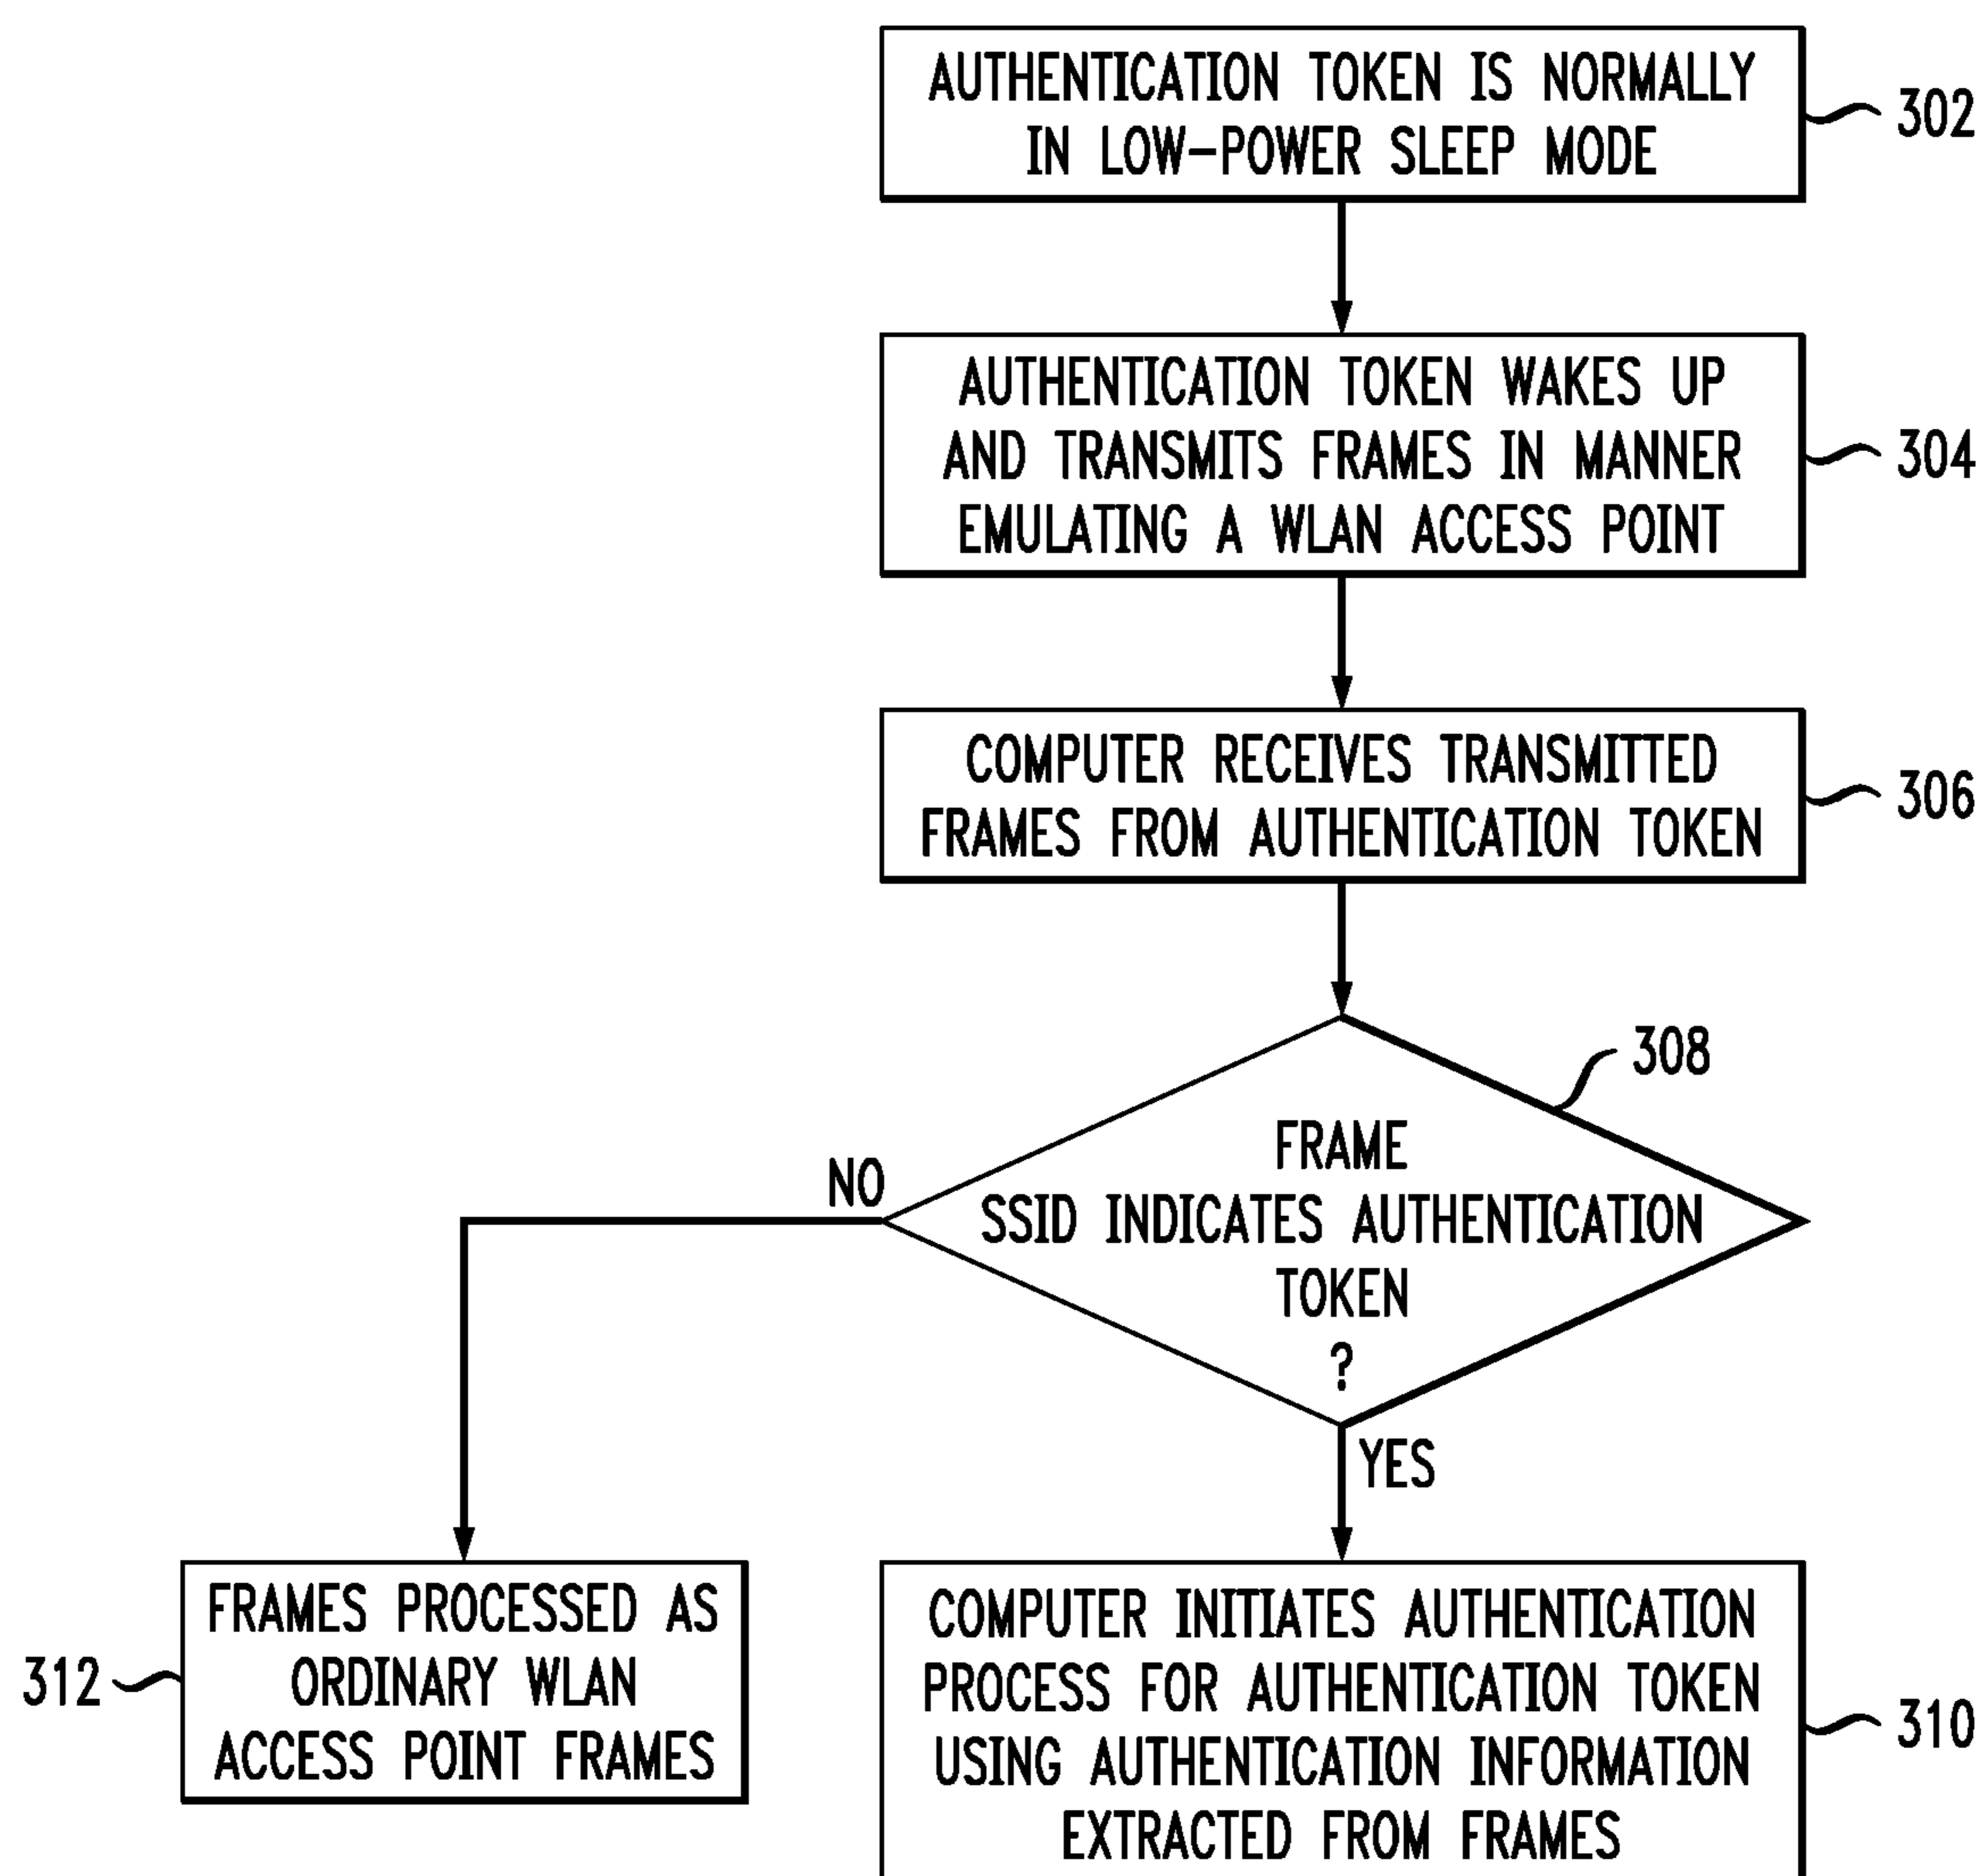 AUTHENTICATION TOKEN IS NORMALLY
IN LOW-POWER SLEEP MODE
302
AUTHENTICATION TOKEN WAKES UP
AND TRANSMITS FRAMES IN MANNER
EMULATING A WLAN ACCESS POINT
304
COMPUTER RECEIVES TRANSMITTED
FRAMES FROM AUTHENTICATION TOKEN
306
308
FRAME
SSID INDICATES AUTHENTICATION
TOKEN
?
NO
YES
312
FRAMES PROCESSED AS
ORDINARY WLAN
ACCESS POINT FRAMES
COMPUTER INITIATES AUTHENTICATION
PROCESS FOR AUTHENTICATION TOKEN
USING AUTHENTICATION INFORMATION
EXTRACTED FROM FRAMES
310